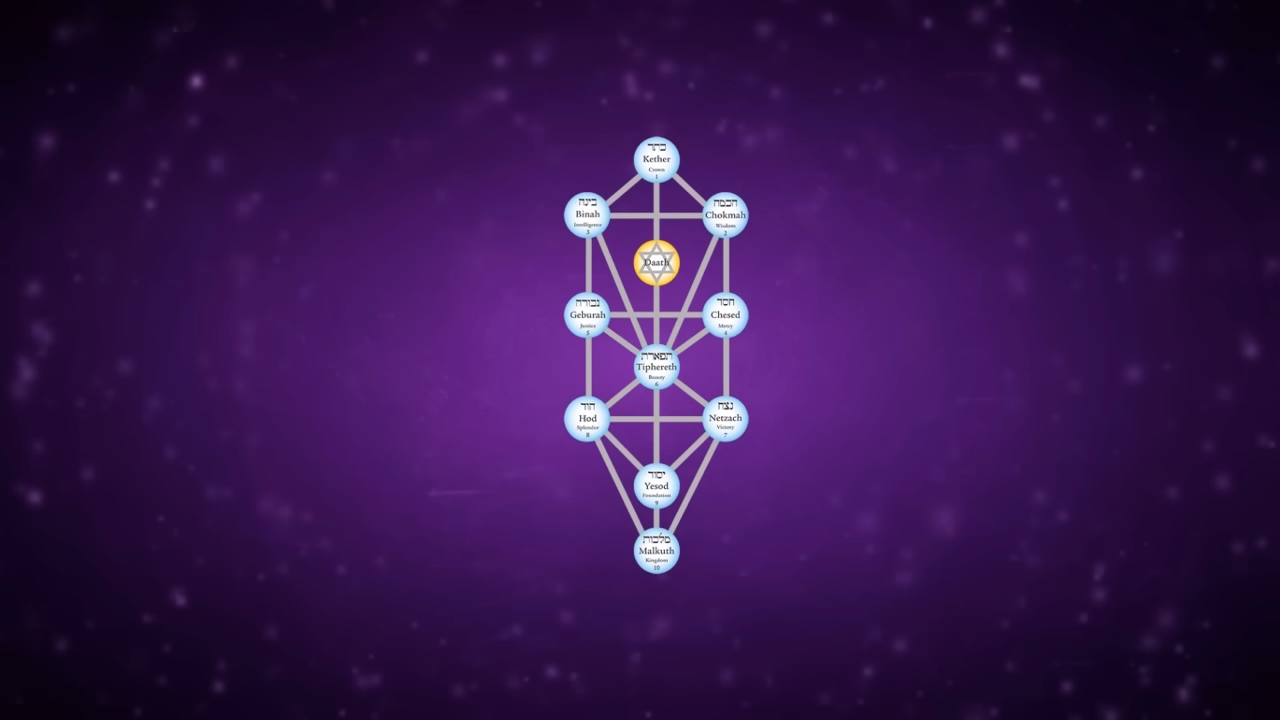 כתר
Kether
Crown
1
בינה
Binah
Intelligence
3
חכמה
Chokmah
Wisdom
2
Daath
גבורה
Geburah
Justice
5
חסד
Chesed
Mercy
4
תפארת
Tiphereth
Beauty
6
הוד
Hod
Splendor
8
נצח
Netzach
Victory
7
יסוד
Yesod
Foundation
9
מלכות
Malkuth
Kingdom
10